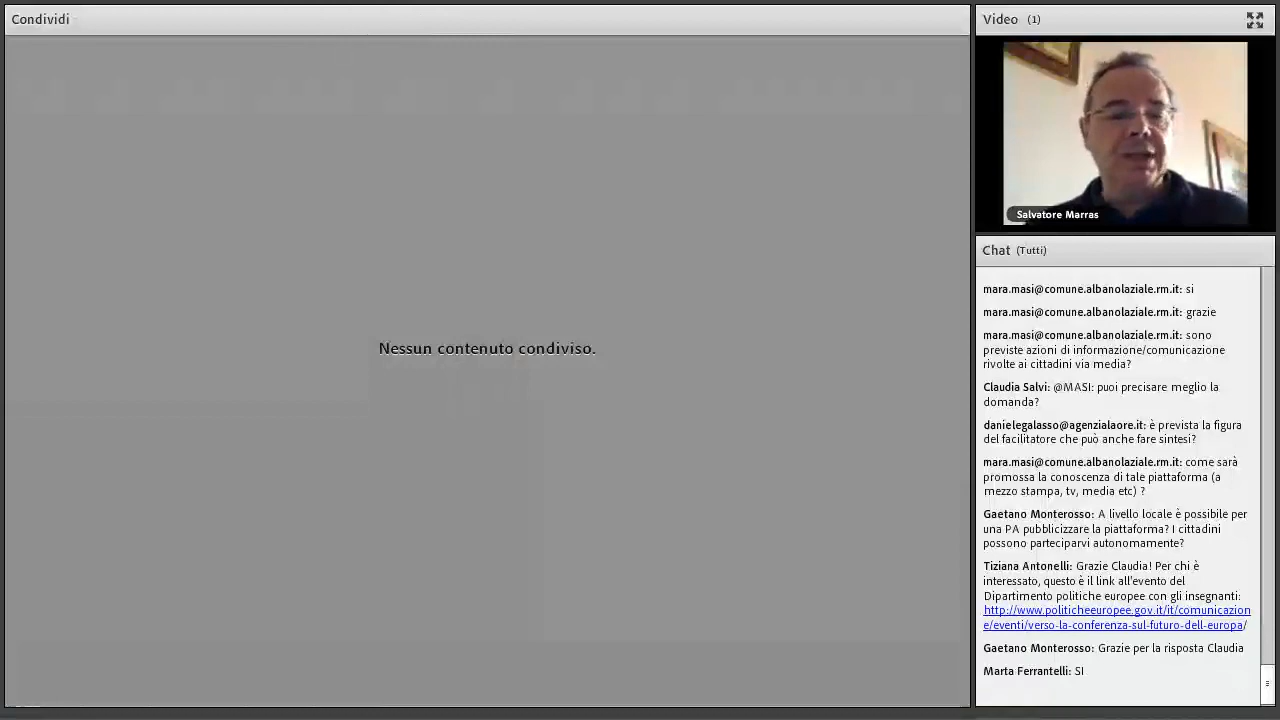 Condividi
Nessun contenuto condiviso.
Video (1)
Salvatore Marras
Chat (Tutti)
mara.masi@comune.albanolaziale.rm.it: si
mara.masi@comune.albanolaziale.rm.it: grazie
mara.masi@comune.albanolaziale.rm.it: sono
previste azioni di informazione/comunicazione
rivolte ai cittadini via media?
Claudia Salvi: @MASI: puoi precisare meglio la
domanda?
danielegalasso@agenzialaore.it: è prevista la figura
del facilitatore che può anche fare sintesi?
mara.masi@comune.albanolaziale.rm.it: come sarà
promossa la conoscenza di tale piattaforma (a
mezzo stampa, tv, media etc) ?
Gaetano Monterosso: A livello locale è possibile per
una PA pubblicizzare la piattaforma? I cittadini
possono parteciparvi autonomamente?
Tiziana Antonelli: Grazie Claudia! Per chi è
interessato, questo è il link all'evento del
Dipartimento politiche europee con gli insegnanti:
http://www.politicheeuropee.gov.it/it/comunicazion
e/eventi/verso-la-conferenza-sul-futuro-dell-europa/
Gaetano Monterosso: Grazie per la risposta Claudia
Marta Ferrantelli: SI